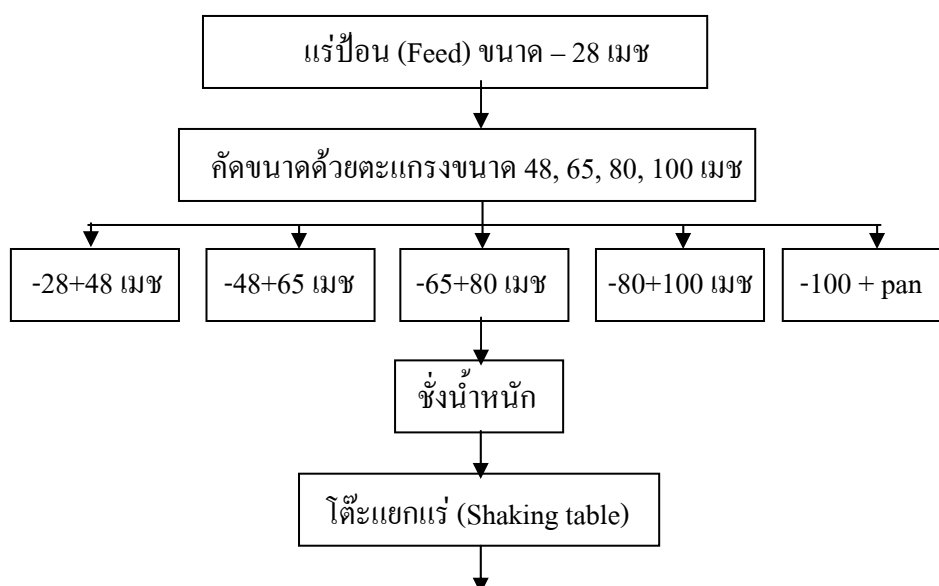 แร่ป้อน (Feed) ขนาด – 28 เมช
คัดขนาดด้วยตะแกรงขนาด 48, 65, 80, 100 เมช
-28+48 เมช
-48+65 เมช
-65+80 เมช
-80+100 เมช
-100 + pan
ชั่งน้ำหนัก
โต๊ะแยกแร่ (Shaking table)